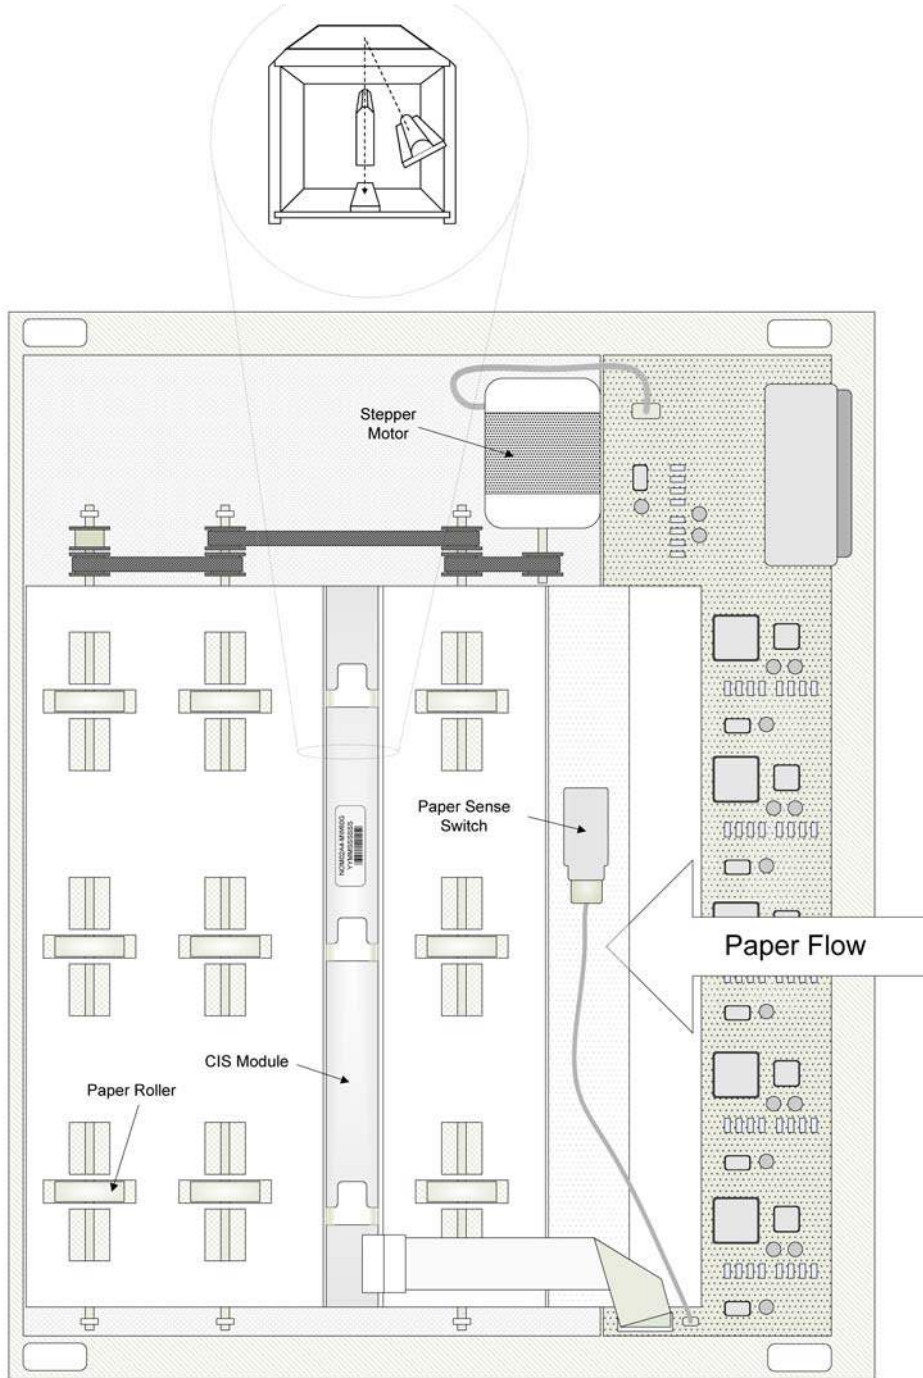 Stepper
Motor
Paper Sense
Switch
Paper Flow
CIS Module
Paper Roller